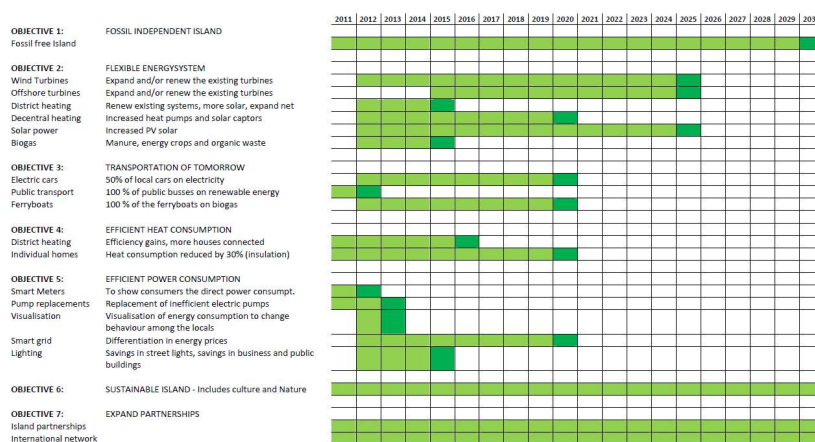 2011 2012 2013 2014 2015 2016 2017 2018 2019 2020 2021 2022 2023 2024 2025 2026 2027 2028 2029 203
OBJECTIVE 1: FOSSIL INDEPENDENT ISLAND
Fossil free Island
OBJECTIVE 2: FLEXIBLE ENERGYSYSTEM
Wind Turbines Expand and/or renew the existing turbines
Offshore turbines Expand and/or renew the existing turbines
District heating Renew existing systems, more solar, expand net
Decentral heating Increased heat pumps and solar captors
Solar power Increased PV solar
Biogas Manure, energy crops and organic waste
OBJECTIVE 3: TRANSPORTATION OF TOMORROW
Electric cars 50% of local cars on electricity
Public transport 100 % of public busses on renewable energy
Ferryboats 100 % of the ferryboats on biogas
OBJECTIVE 4: EFFICIENT HEAT CONSUMPTION
District heating Efficiency gains, more houses connected
Individual homes Heat consumption reduced by 30% (insulation)
OBJECTIVE 5: EFFICIENT POWER CONSUMPTION
Smart Meters To show consumers the direct power consumpt.
Pump replacements Replacement of inefficient electric pumps
Visualisation Visualisation of energy consumption to change
behaviour among the locals
Smart grid Differentiation in energy prices
Lighting Savings in street lights, savings in business and public
buildings
OBJECTIVE 6: SUSTAINABLE ISLAND - Includes culture and Nature
OBJECTIVE 7: EXPAND PARTNERSHIPS
Island partnerships
International network